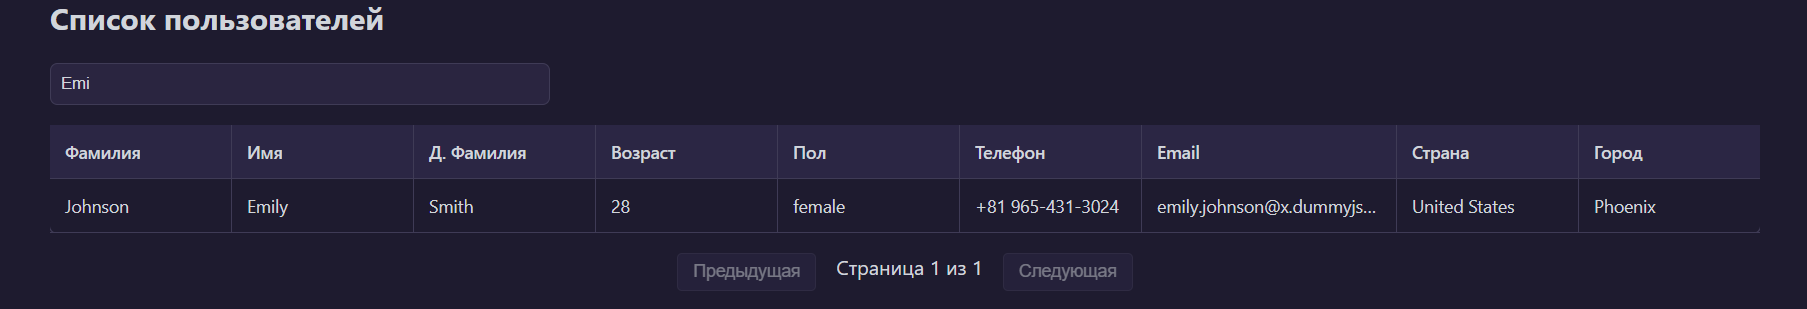 Список пользователей
Emi
Фамилия Имя Д. Фамилия Возраст Пол Телефон Email Страна Город
Johnson Emily Smith 28 female +81 965-431-3024 emily.johnson@x.dummyjs... United States Phoenix
Предыдущая Страница 1 из 1 Следующая